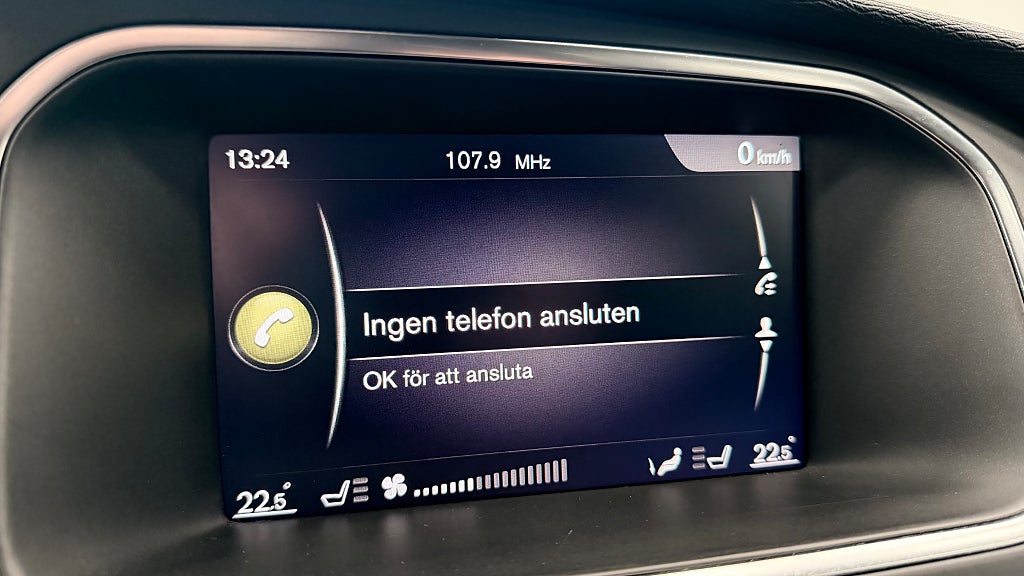 13:24 107.9 MHz 0 km/h
Ingen telefon ansluten
OK för att ansluta
22.5° 22.5°